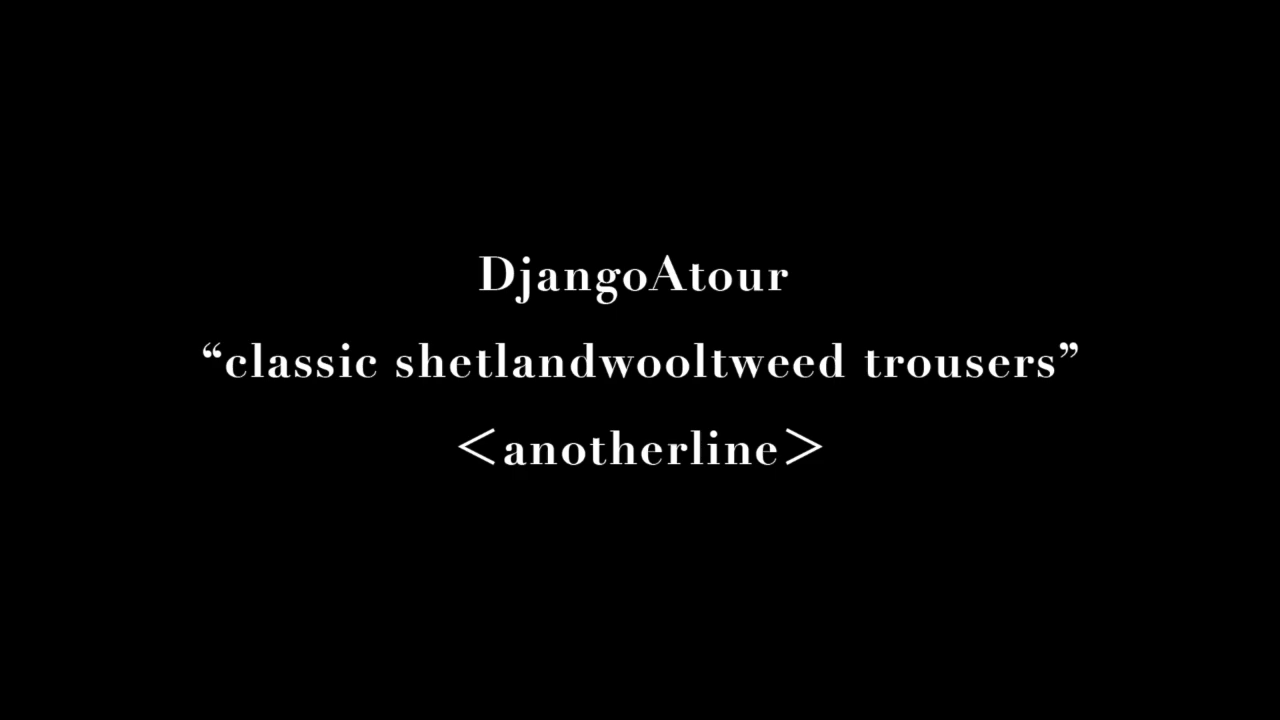 DjangoAtour
“classic shetlandwooltweed trousers”
＜anotherline＞